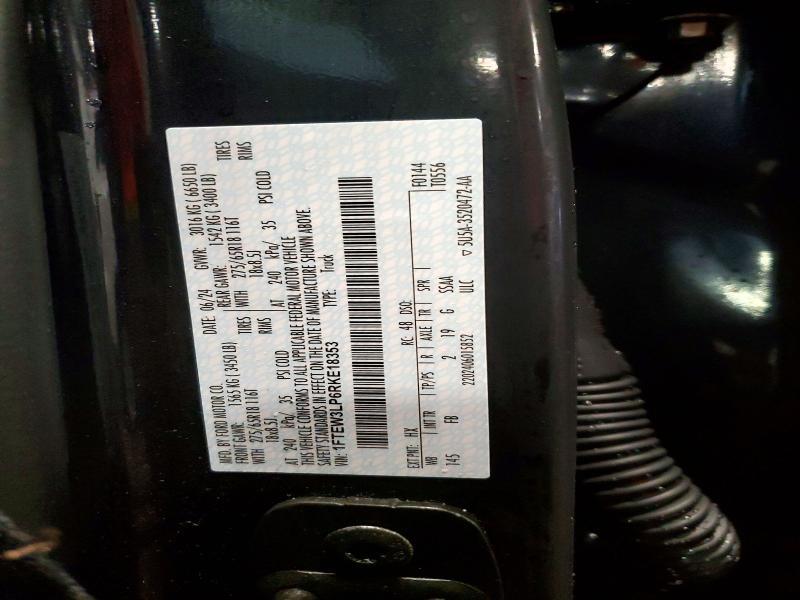 MFD. BY FORD MOTOR CO.
DATE: 06/24 GVWR: 3016 KG ( 6650 LB)
FRONT GAWR: 1565 KG ( 3450 LB) REAR GAWR: 1542 KG ( 3400 LB)
WITH 275/65R18 116T TIRES WITH 275/65R18 116T TIRES
18x8.5J RIMS 18x8.5J RIMS
AT 240 kPa/ 35 PSI COLD AT 240 kPa/ 35 PSI COLD
THIS VEHICLE CONFORMS TO ALL APPLICABLE FEDERAL MOTOR VEHICLE
SAFETY STANDARDS IN EFFECT ON THE DATE OF MANUFACTURE SHOWN ABOVE.
VIN: 1FTEW3LP6RKE18353 TYPE: Truck
F0144
T0556
EXT PNT: HX RC: 48 DSO:
WB INT TR TP/PS R AXLE TR SPR
145 FB 2 19 G SSAA
2202406015852 ULC ▽ 5U5A-3520472-AA